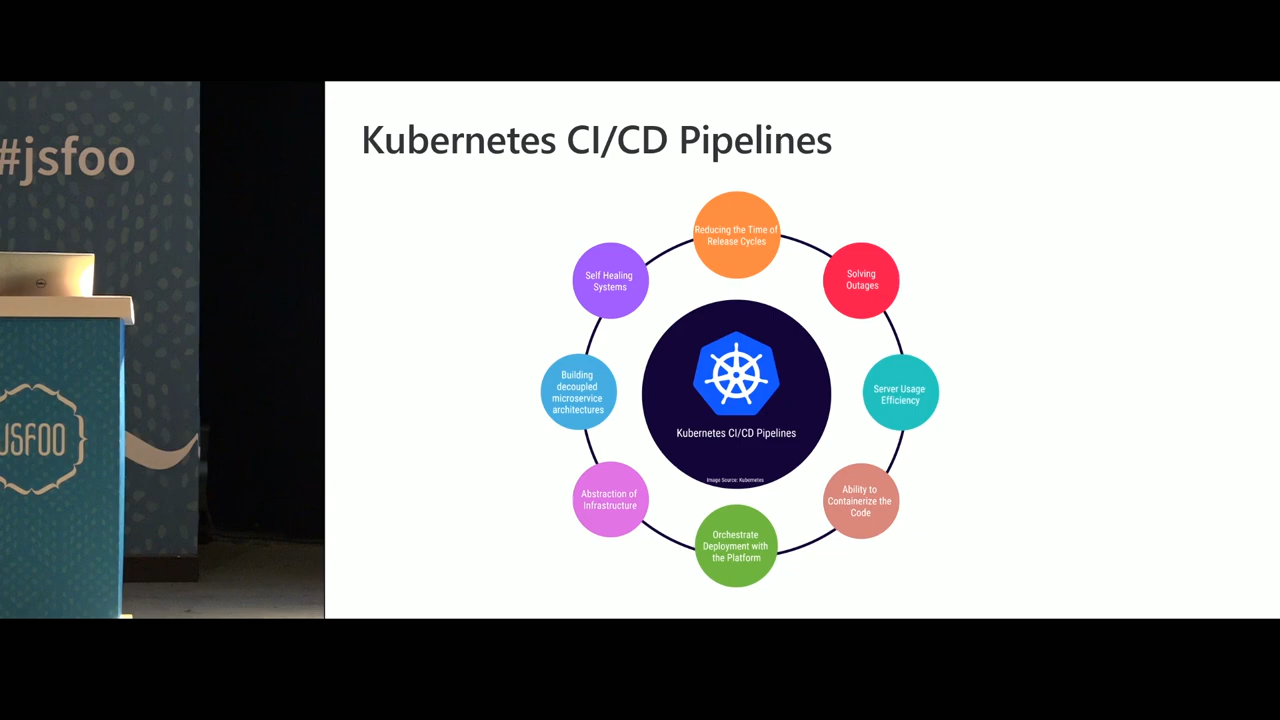 #jsfoo
JSFOO
Kubernetes CI/CD Pipelines
Reducing the Time of
Release Cycles
Solving
Outages
Server Usage
Efficiency
Ability to
Containerize the
Code
Orchestrate
Deployment with
the Platform
Abstraction of
Infrastructure
Building
decoupled
microservice
architectures
Self Healing
Systems
Kubernetes CI/CD Pipelines
Image Source: Kubernetes